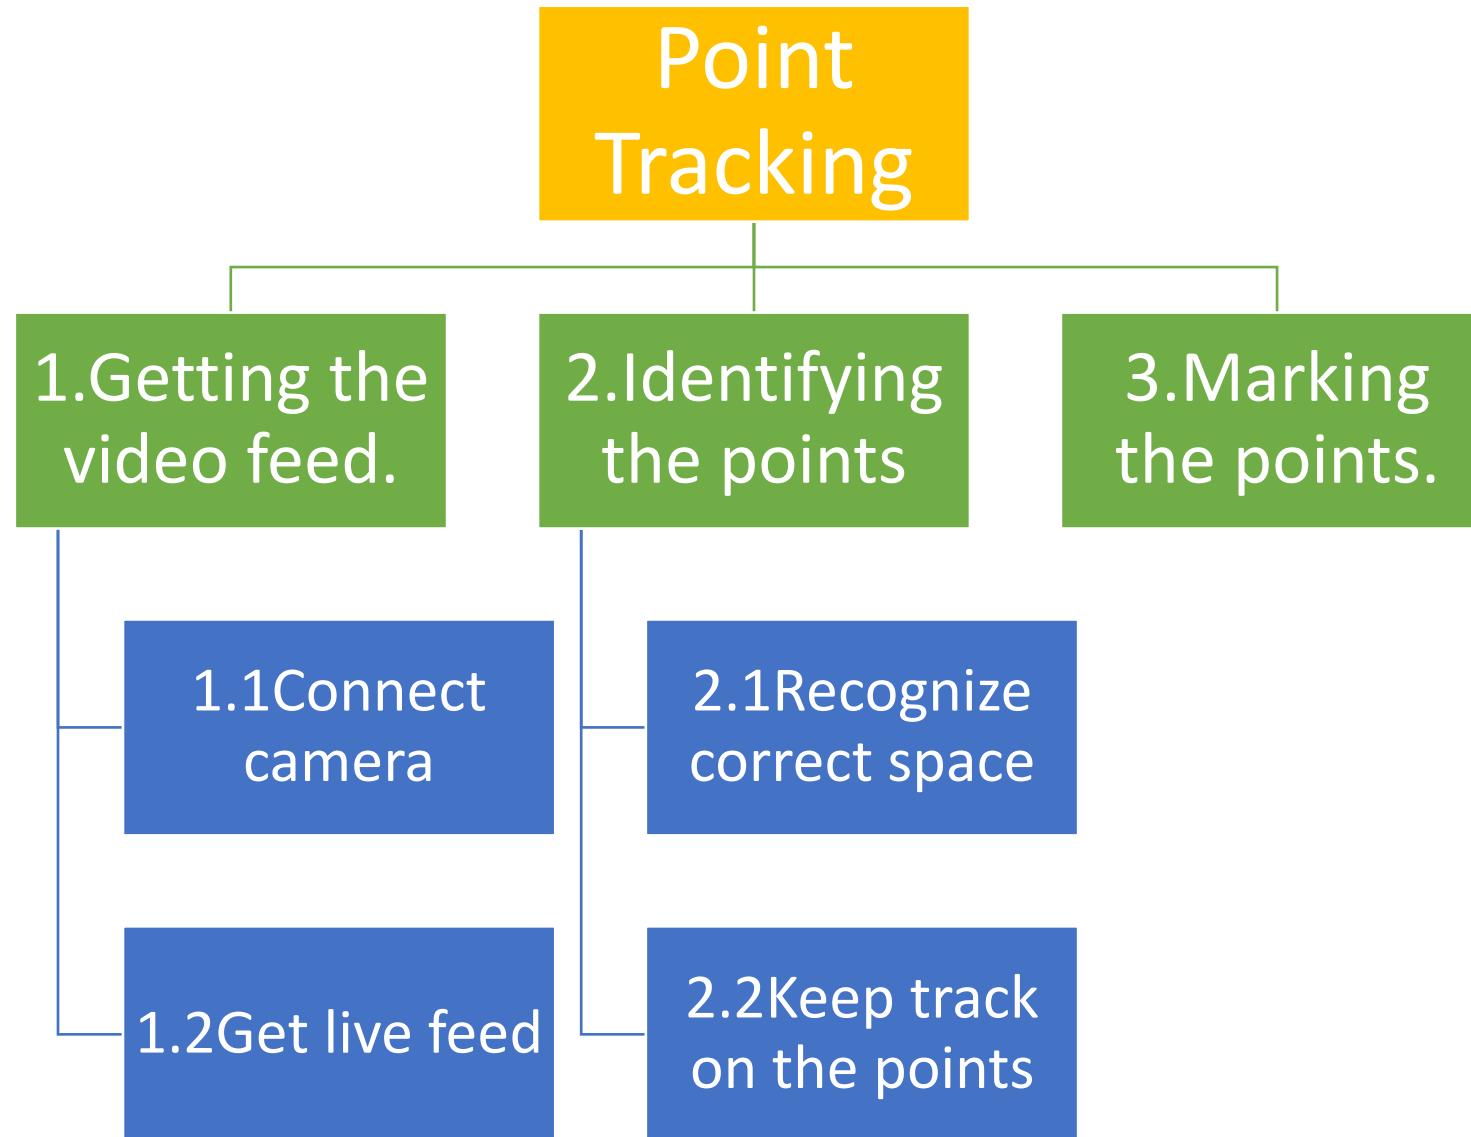 Point
Tracking
1.Getting the
video feed.
2.Identifying
the points
3.Marking
the points.
1.1Connect
camera
2.1Recognize
correct space
1.2Get live feed
2.2Keep track
on the points